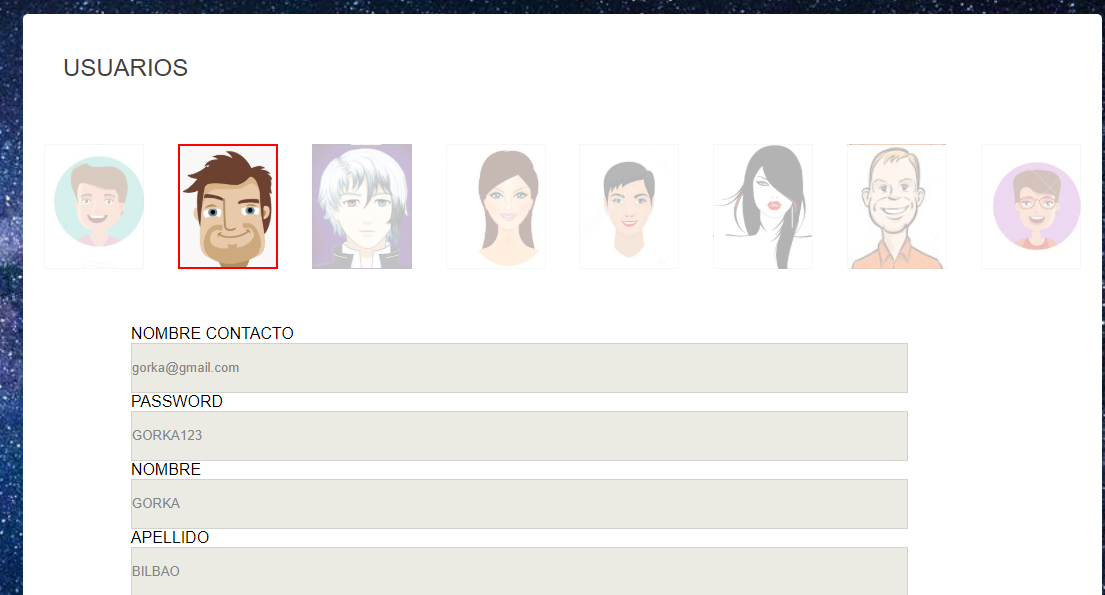 USUARIOS
NOMBRE CONTACTO
gorka@gmail.com
PASSWORD
GORKA123
NOMBRE
GORKA
APELLIDO
BILBAO